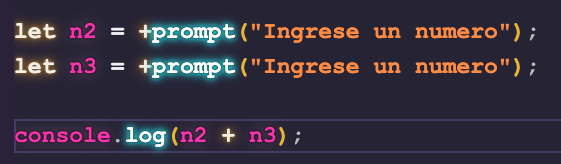 let n2 = +prompt("Ingrese un numero");
let n3 = +prompt("Ingrese un numero");
console.log(n2 + n3);